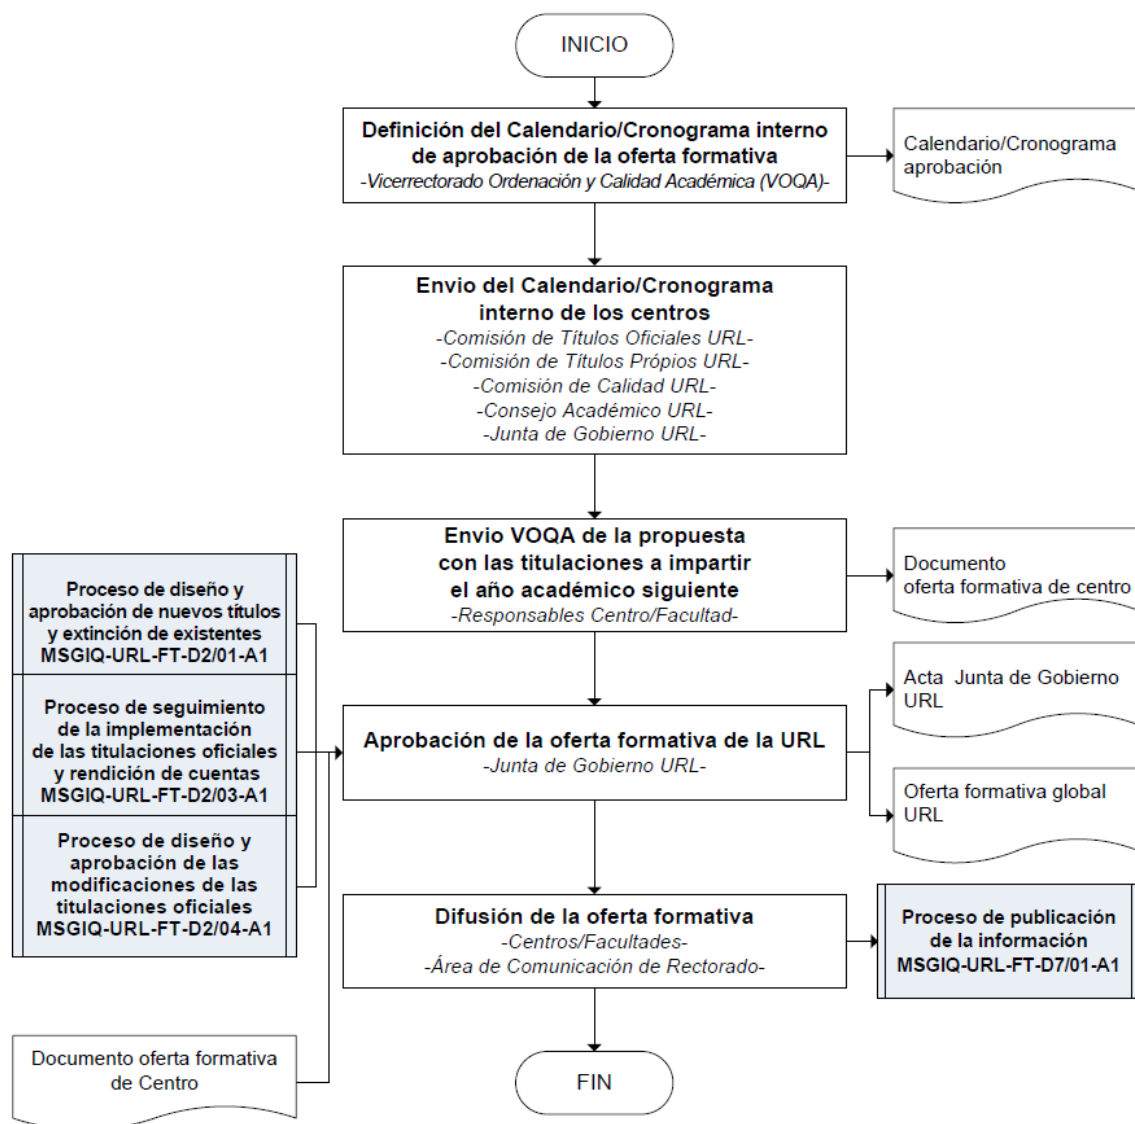 INICIO
Definición del Calendario/Cronograma interno
de aprobación de la oferta formativa
-Vicerrectorado Ordenación y Calidad Académica (VOQA)-
Calendario/Cronograma
aprobación
Envio del Calendario/Cronograma
interno de los centros
-Comisión de Títulos Oficiales URL-
-Comisión de Títulos Própios URL-
-Comisión de Calidad URL-
-Consejo Académico URL-
-Junta de Gobierno URL-
Envio VOQA de la propuesta
con las titulaciones a impartir
el año académico siguiente
-Responsables Centro/Facultad-
Documento
oferta formativa de centro
Proceso de diseño y
aprobación de nuevos títulos
y extinción de existentes
MSGIQ-URL-FT-D2/01-A1
Proceso de seguimiento
de la implementación
de las titulaciones oficiales
y rendición de cuentas
MSGIQ-URL-FT-D2/03-A1
Proceso de diseño y
aprobación de las
modificaciones de las
titulaciones oficiales
MSGIQ-URL-FT-D2/04-A1
Aprobación de la oferta formativa de la URL
-Junta de Gobierno URL-
Acta Junta de Gobierno
URL
Oferta formativa global
URL
Difusión de la oferta formativa
-Centros/Facultades-
-Área de Comunicación de Rectorado-
Proceso de publicación
de la información
MSGIQ-URL-FT-D7/01-A1
Documento oferta formativa
de Centro
FIN